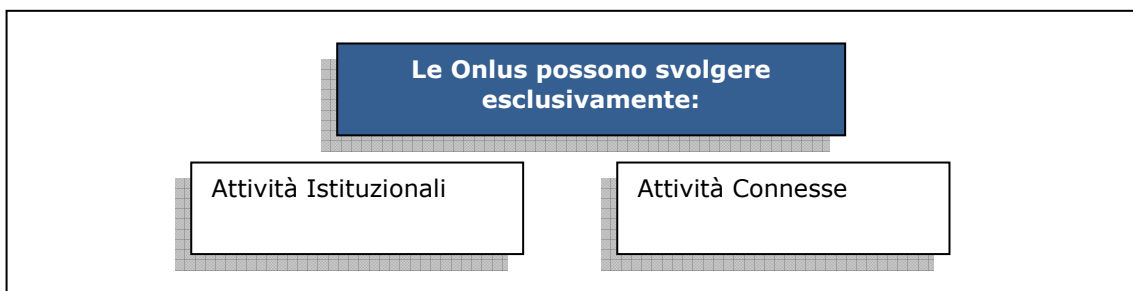 Le Onlus possono svolgere
esclusivamente:
Attività Istituzionali
Attività Connesse